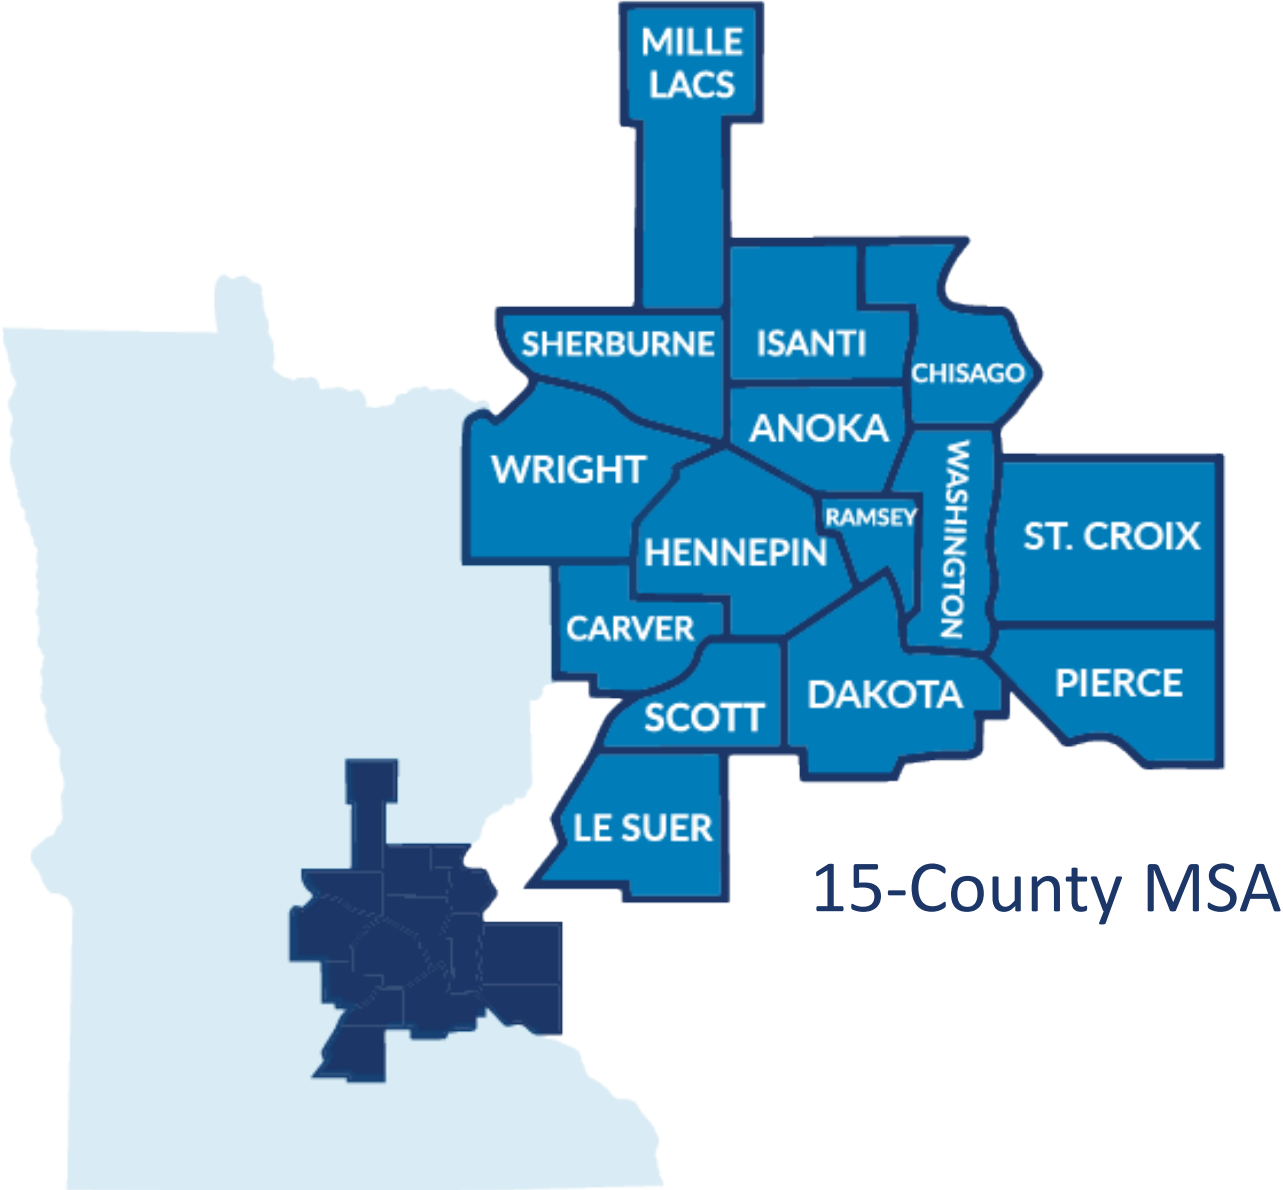 MILLE
LACS
SHERBURNE
ISANTI
CHISAGO
ANOKA
WRIGHT
WASHINGTON
RAMSEY
ST. CROIX
HENNEPIN
CARVER
PIERCE
DAKOTA
SCOTT
LE SUER
15-County MSA